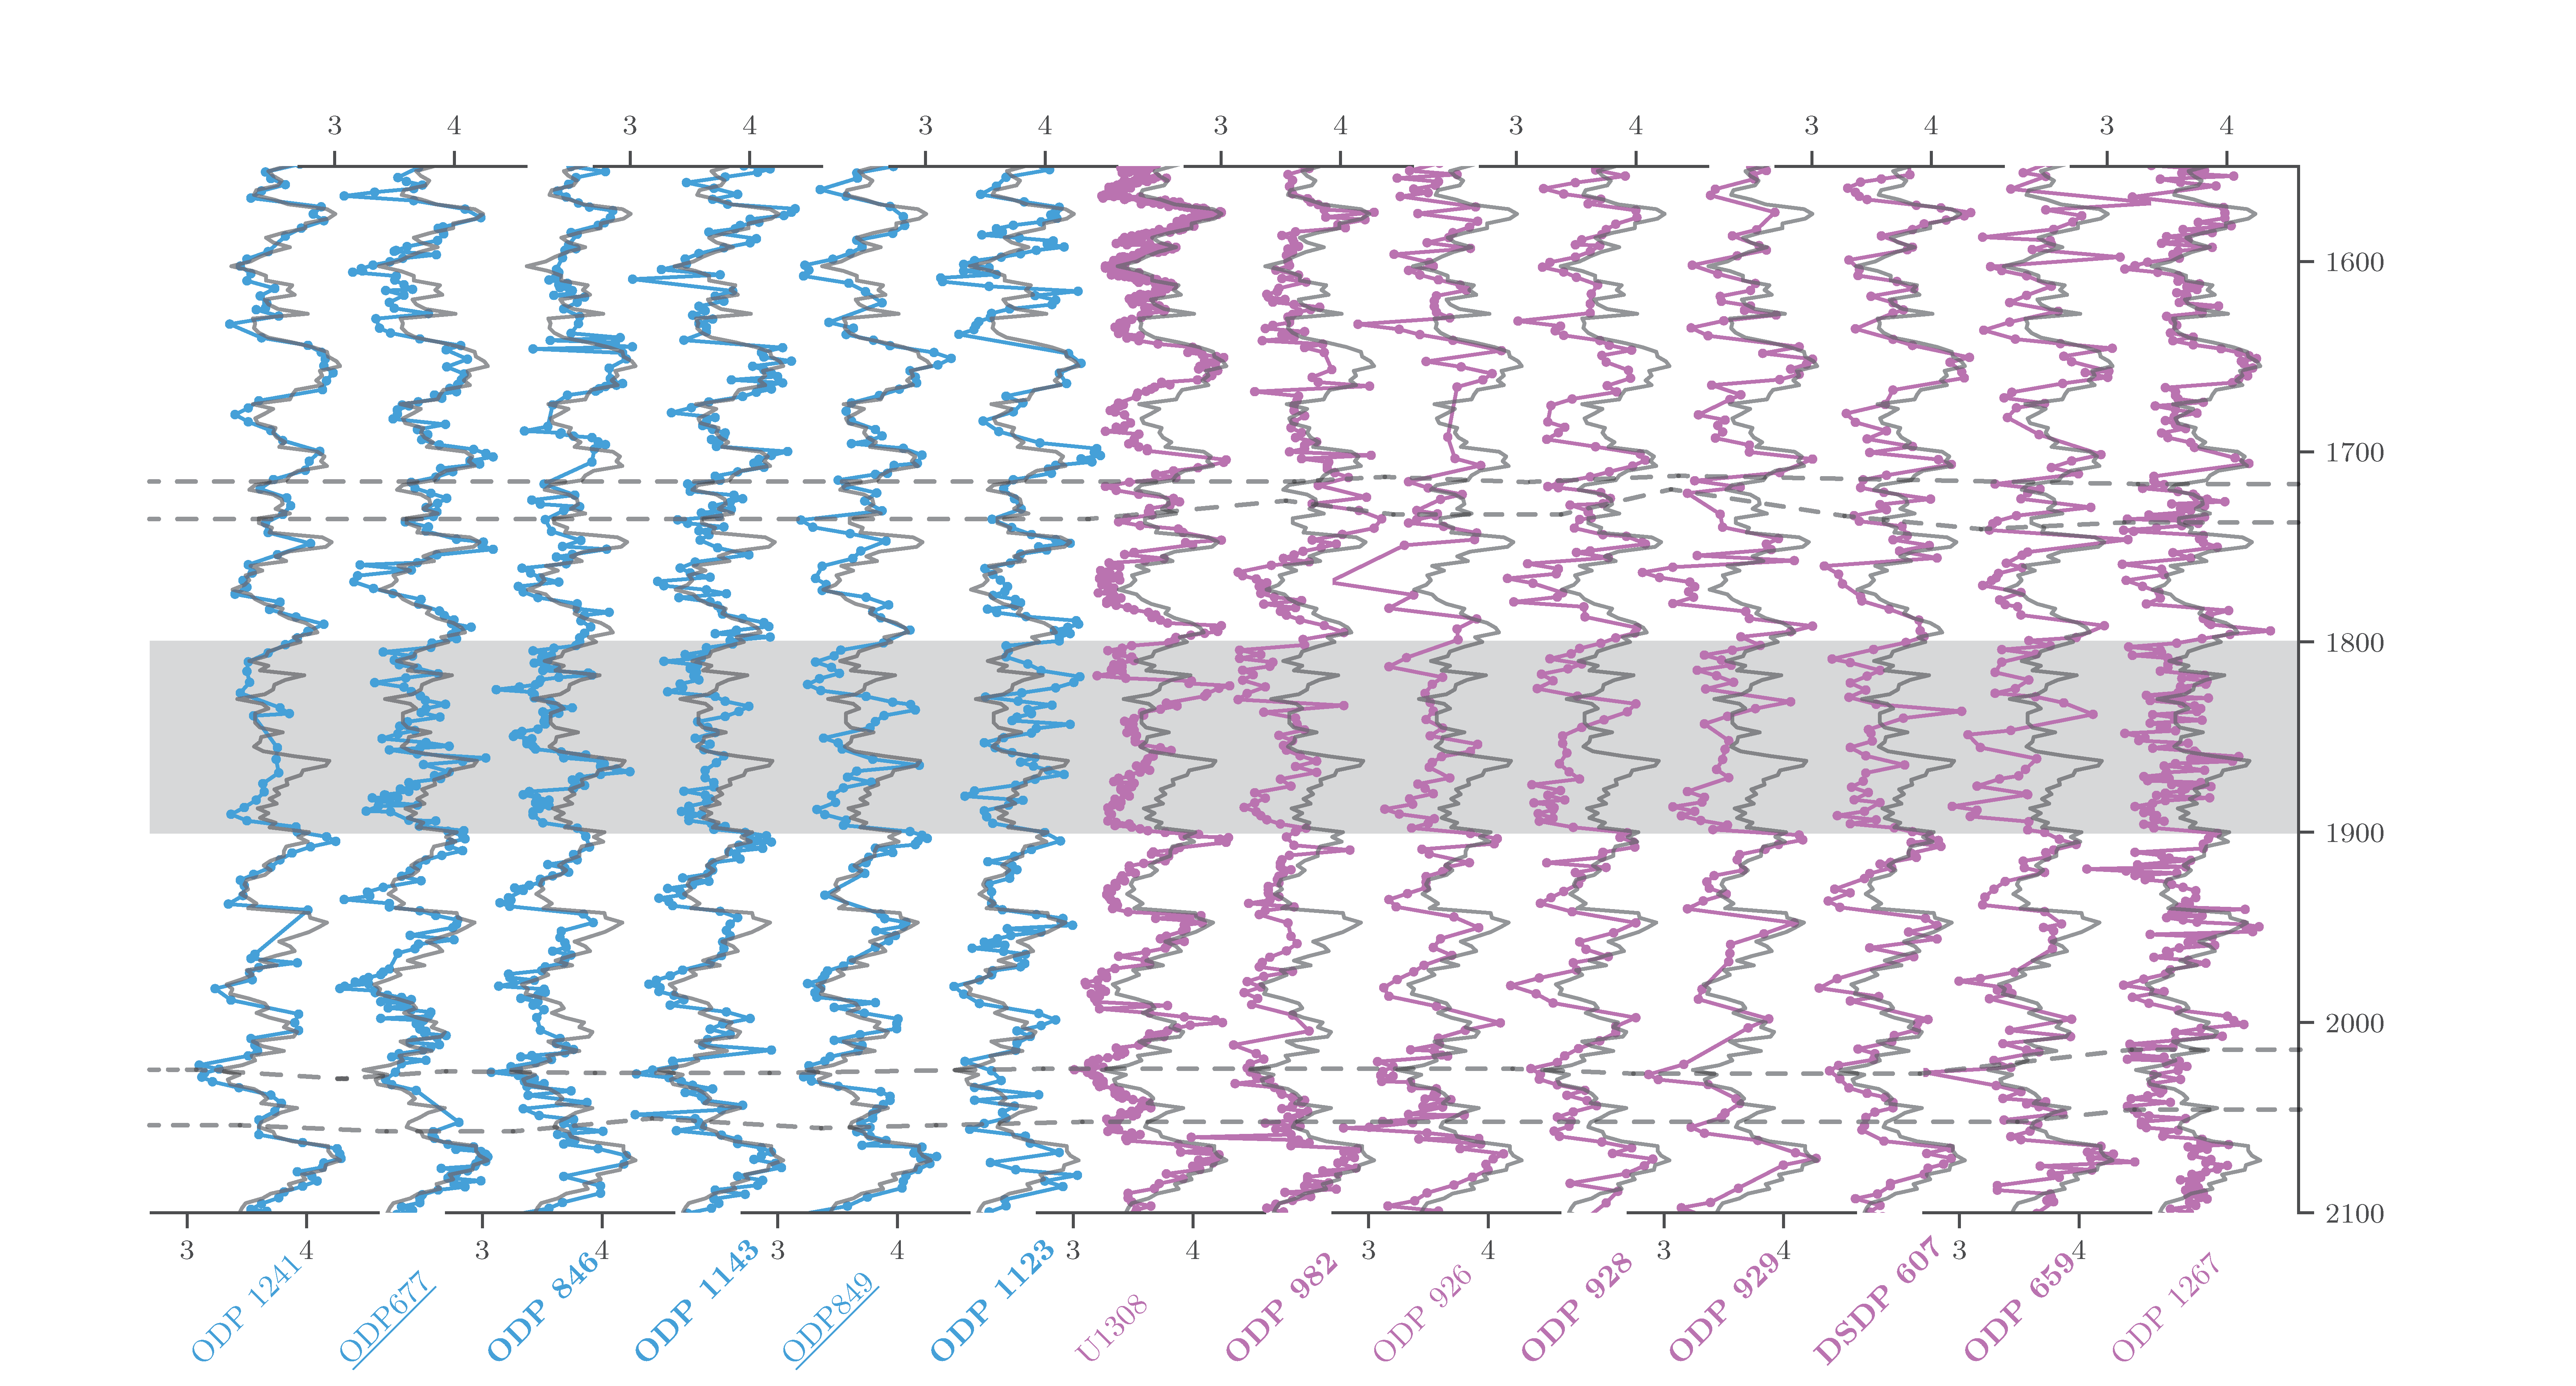 3 4 3 4 3 4 3 4 3 4 3 4 3 4
1600
1700
1800
1900
2000
2100
3 4 3 4 3 4 3 4 3 4 3 4 3 4
ODP 1241
ODP677
ODP 846
ODP 1143
ODP849
ODP 1123
U1308
ODP 982
ODP 926
ODP 928
ODP 929
DSDP 607
ODP 659
ODP 1267